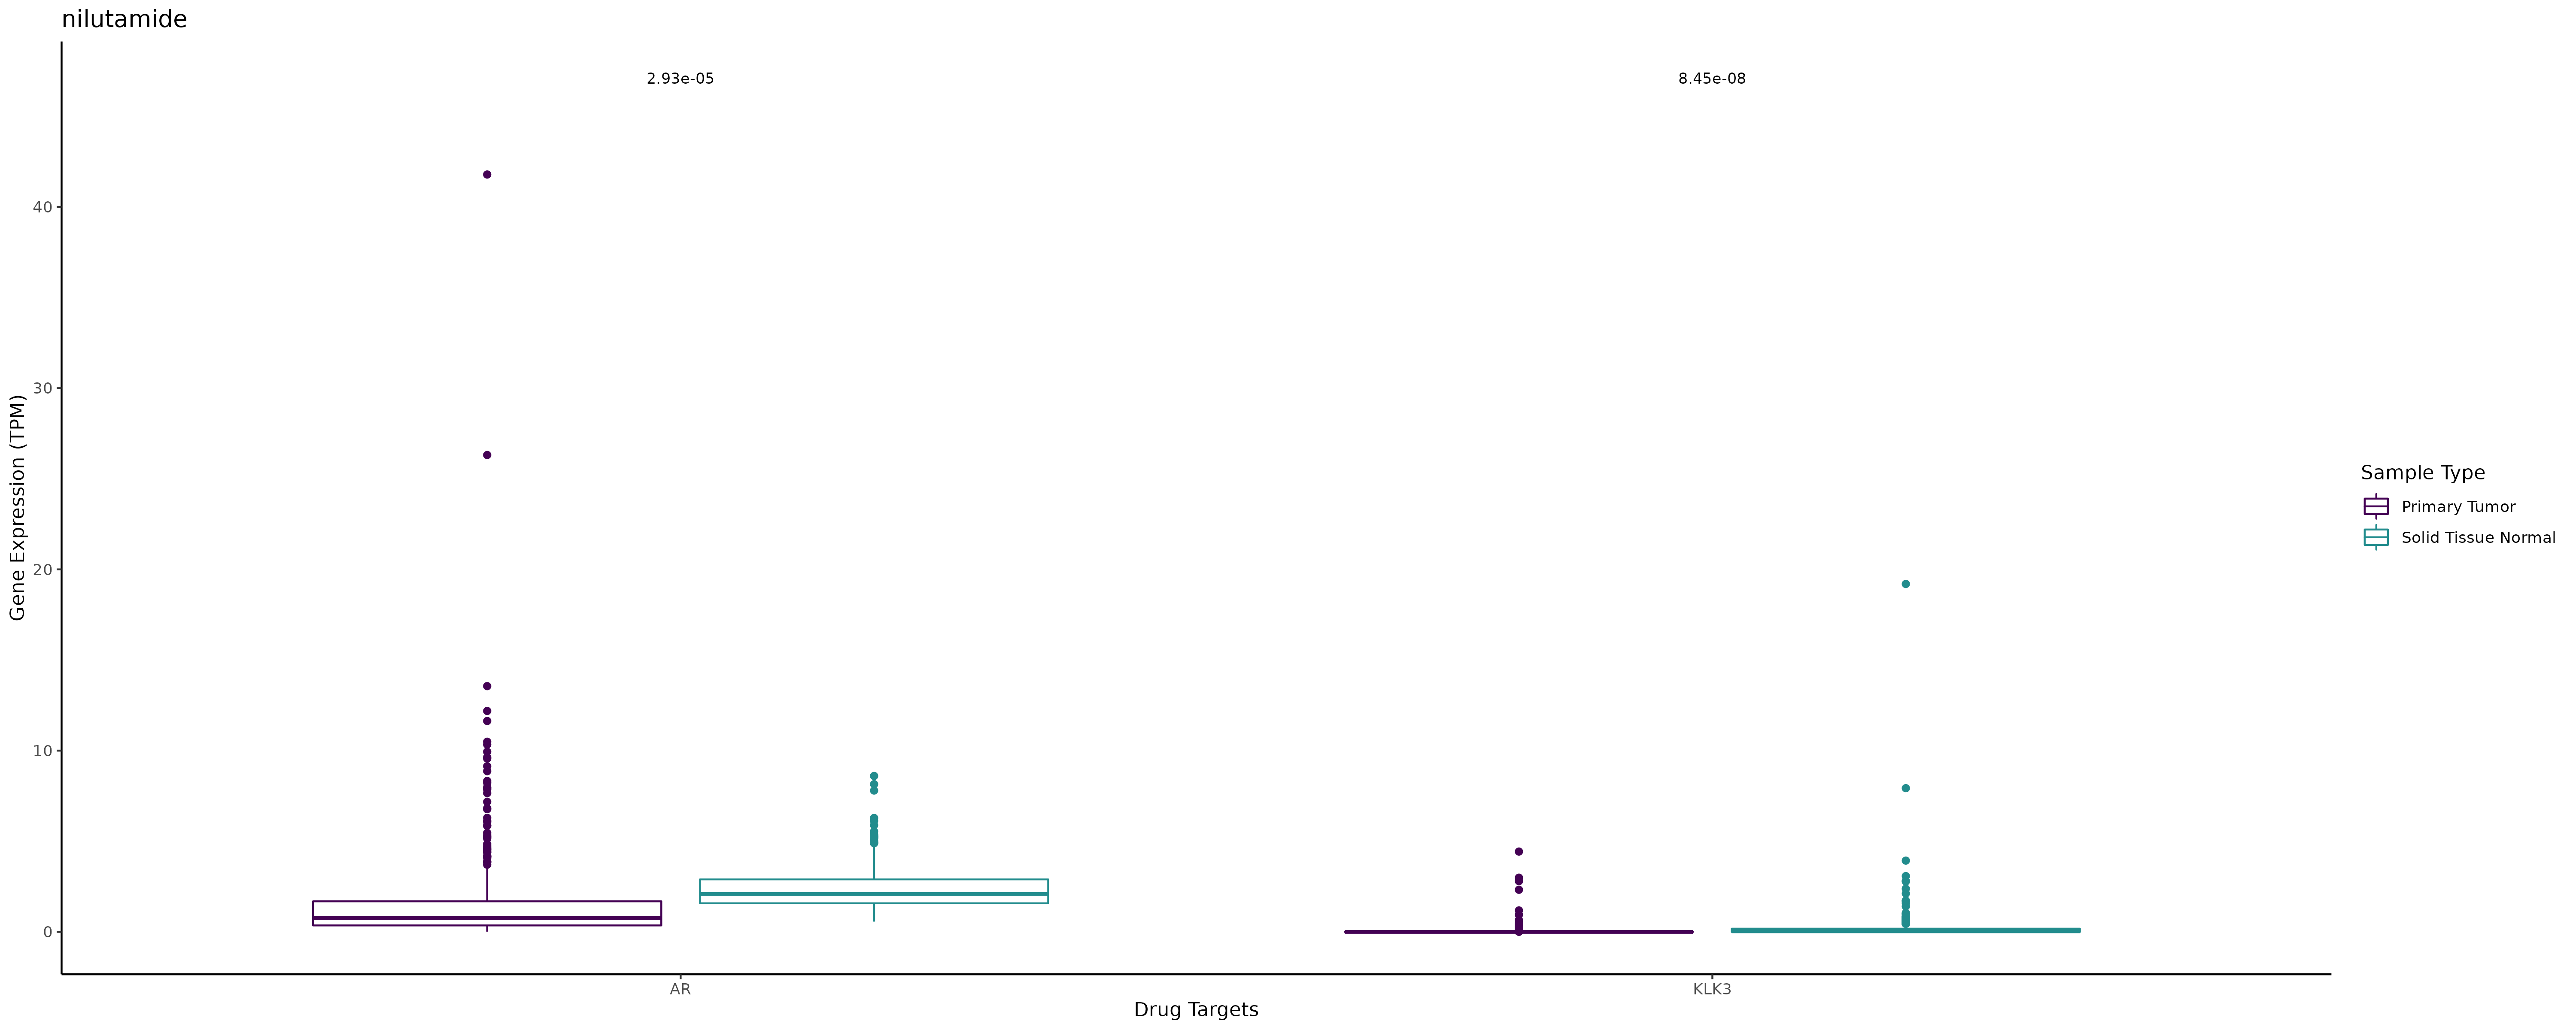 nilutamide
2.93e-05
8.45e-08
40
30
20
10
0
Gene Expression (TPM)
AR
KLK3
Drug Targets
Sample Type
Primary Tumor
Solid Tissue Normal